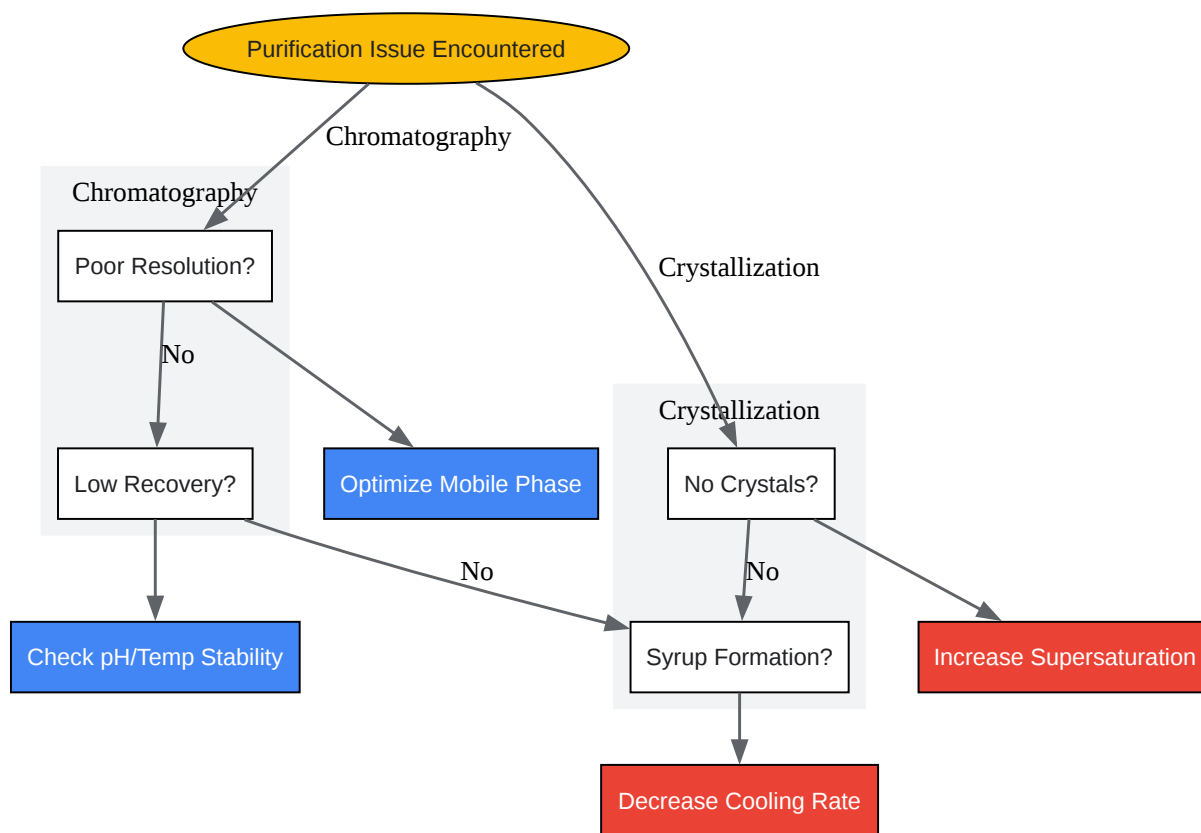 Purification Issue Encountered
Chromatography
Chromatography
Poor Resolution?
Crystallization
No
Crystallization
Low Recovery?
Optimize Mobile Phase
No Crystals?
No
No
Check pH/Temp Stability
Syrup Formation?
Increase Supersaturation
Decrease Cooling Rate